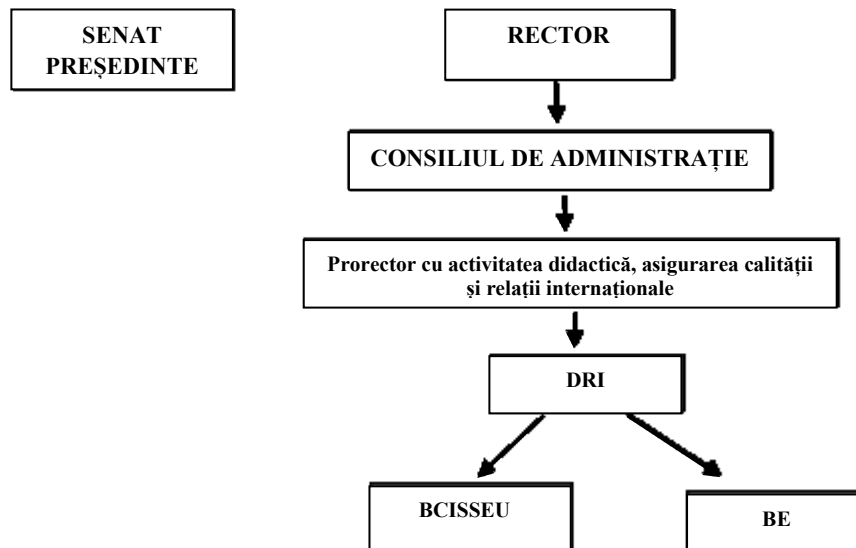 SENAT
PREȘEDINTE
RECTOR
CONSILIUL DE ADMINISTRAȚIE
Prorector cu activitatea didactică, asigurarea calității
și relații internaționale
DRI
BCISSEU
BE